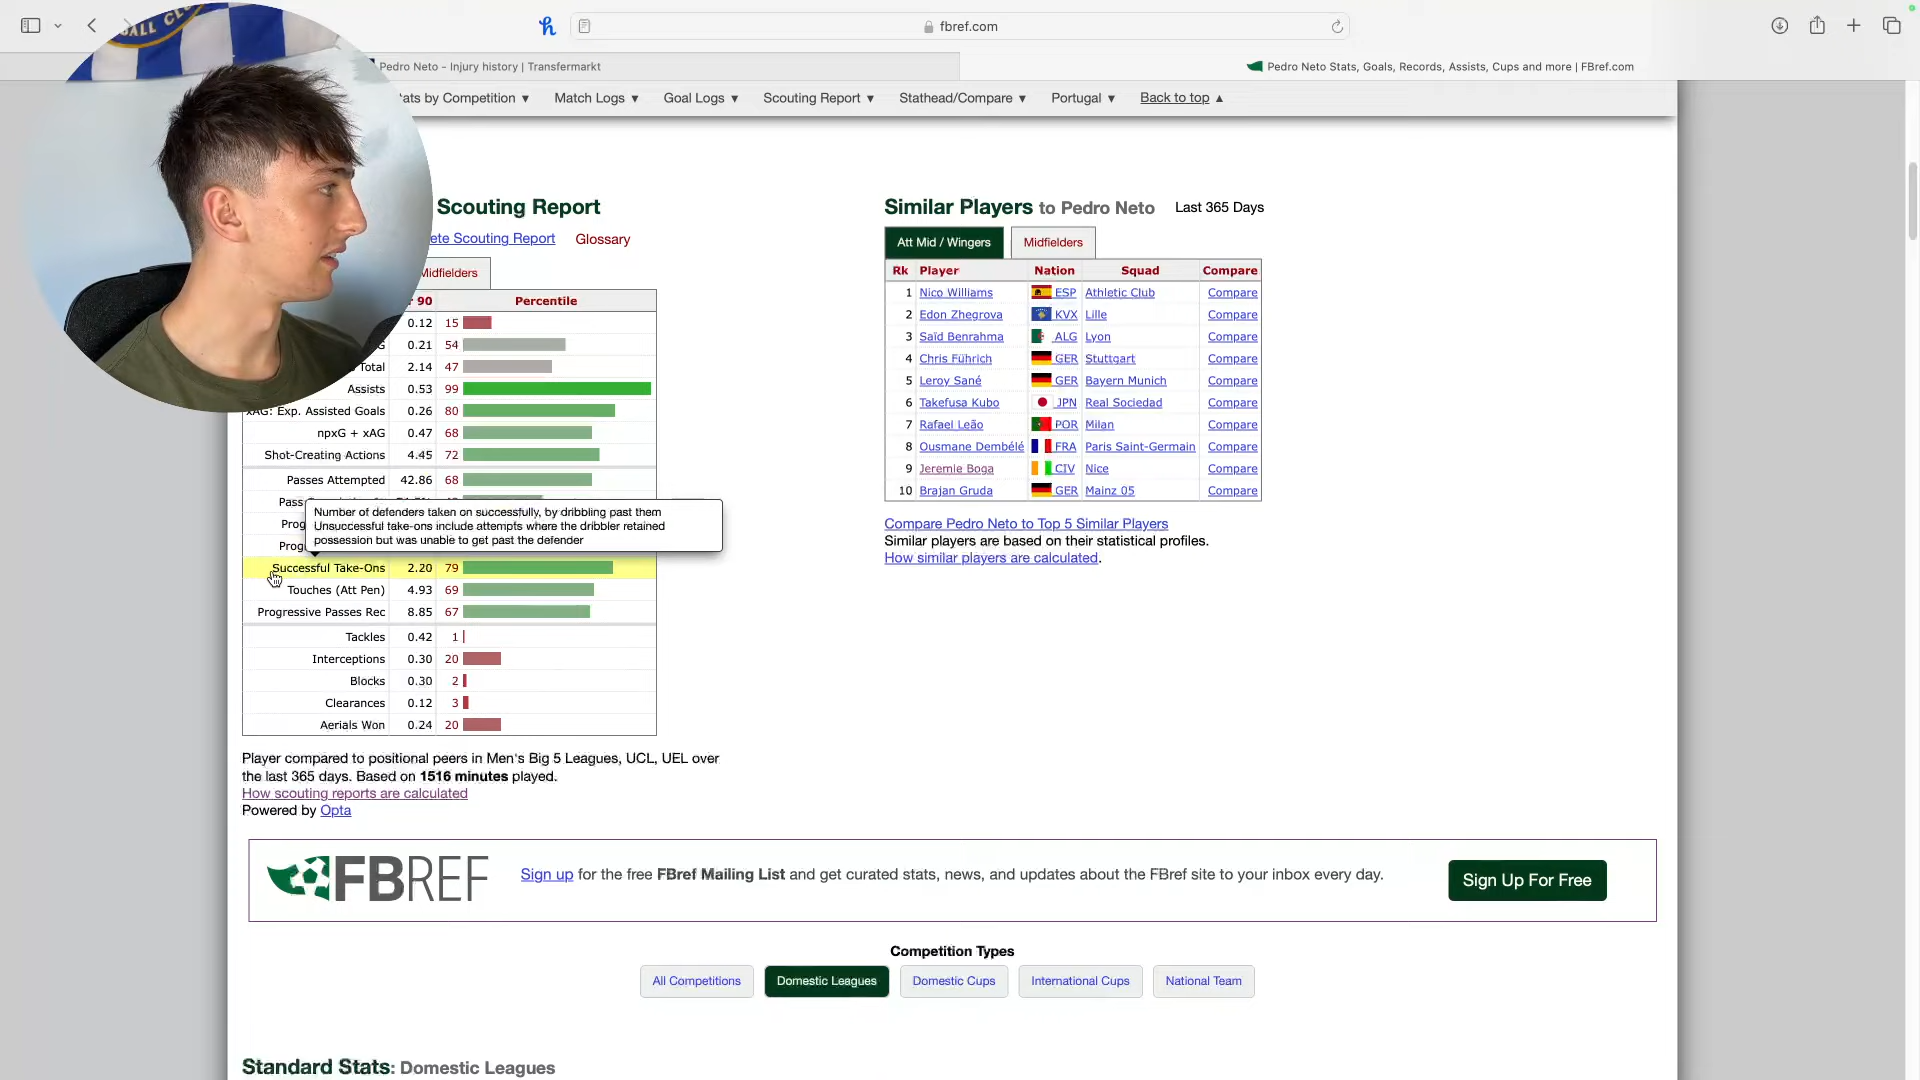 ALL CLU
fbref.com
Pedro Neto - Injury history | Transfermarkt
Pedro Neto Stats, Goals, Records, Assists, Cups and more | FBref.com
tats by Competition ▼ Match Logs ▼ Goal Logs ▼ Scouting Report ▼ Stathead/Compare ▼ Portugal ▼ Back to top ▲
Scouting Report
ete Scouting Report Glossary
Midfielders
r 90 Percentile
0.12 15
G 0.21 54
Total 2.14 47
Assists 0.53 99
xAG: Exp. Assisted Goals 0.26 80
npxG + xAG 0.47 68
Shot-Creating Actions 4.45 72
Passes Attempted 42.86 68
Pass
Prog
Prog
Number of defenders taken on successfully, by dribbling past them
Unsuccessful take-ons include attempts where the dribbler retained
possession but was unable to get past the defender
Successful Take-Ons 2.20 79
Touches (Att Pen) 4.93 69
Progressive Passes Rec 8.85 67
Tackles 0.42 1
Interceptions 0.30 20
Blocks 0.30 2
Clearances 0.12 3
Aerials Won 0.24 20
Player compared to positional peers in Men's Big 5 Leagues, UCL, UEL over
the last 365 days. Based on 1516 minutes played.
How scouting reports are calculated
Powered by Opta
Similar Players to Pedro Neto Last 365 Days
Att Mid / Wingers Midfielders
Rk Player Nation Squad Compare
1 Nico Williams ESP Athletic Club Compare
2 Edon Zhegrova KVX Lille Compare
3 Saïd Benrahma ALG Lyon Compare
4 Chris Führich GER Stuttgart Compare
5 Leroy Sané GER Bayern Munich Compare
6 Takefusa Kubo JPN Real Sociedad Compare
7 Rafael Leão POR Milan Compare
8 Ousmane Dembélé FRA Paris Saint-Germain Compare
9 Jeremie Boga CIV Nice Compare
10 Brajan Gruda GER Mainz 05 Compare
Compare Pedro Neto to Top 5 Similar Players
Similar players are based on their statistical profiles.
How similar players are calculated.
FBREF Sign up for the free FBref Mailing List and get curated stats, news, and updates about the FBref site to your inbox every day. Sign Up For Free
Competition Types
All Competitions Domestic Leagues Domestic Cups International Cups National Team
Standard Stats: Domestic Leagues